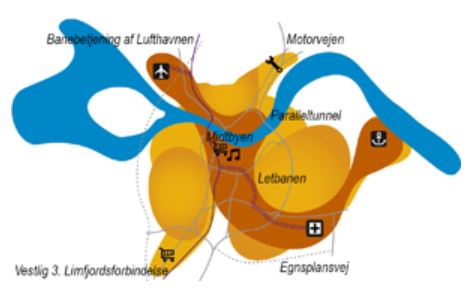 Banebetjening af Lufthavnen
Motorvejen
Paralleltunnel
Midtbyen
Letbanen
Vestlig 3. Limfjordsforbindelse
Egnsplansvej